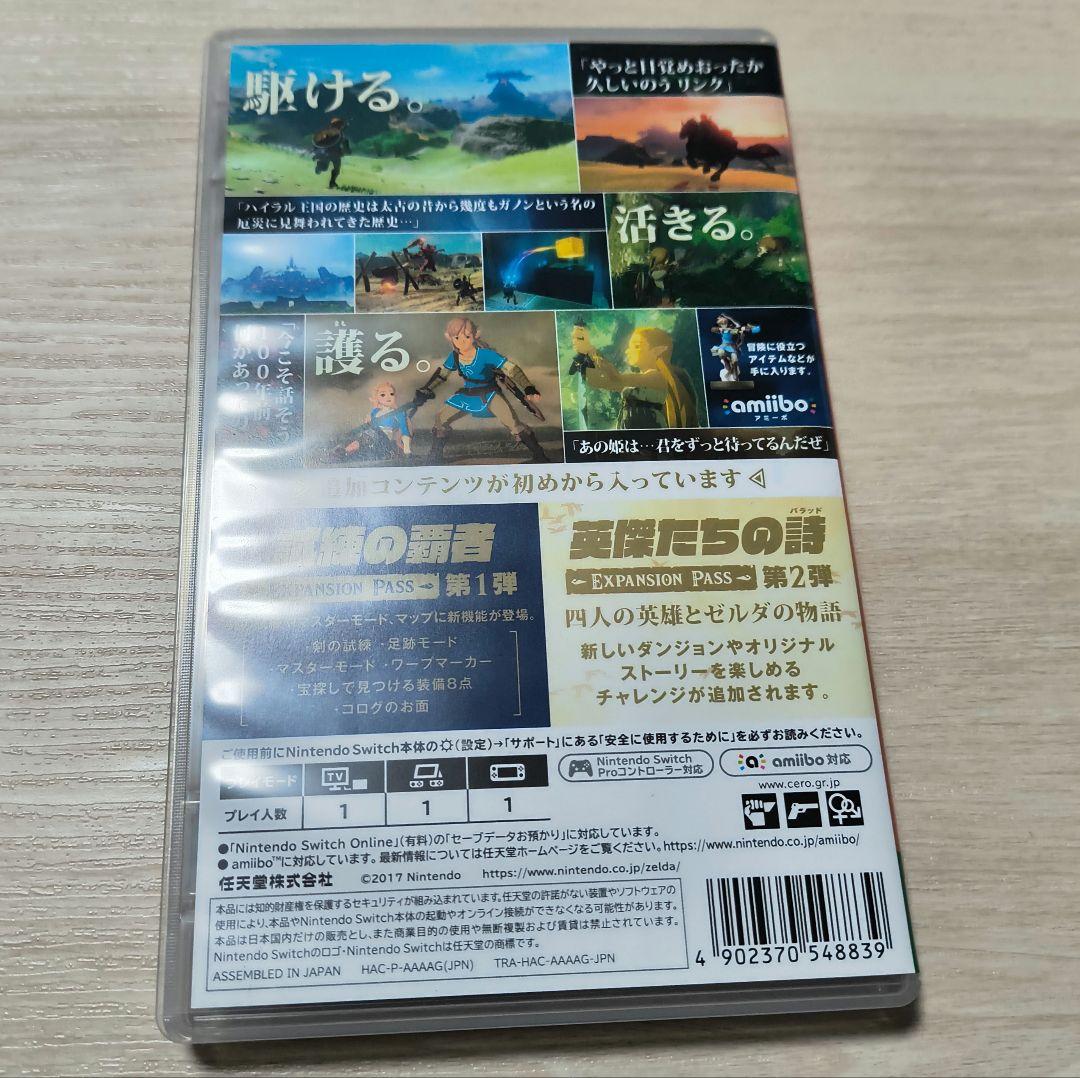 駆ける。
「やっと目覚めおったか
久しいのうリンク」
「ハイラル王国の歴史は太古の昔から幾度もガノンという名の
厄災に見舞われてきた歴史…」
活きる。
「今こそ話そう
100年前
何があった
まも
護る。
冒険に役立つ
アイテムなどが
手に入ります。
amiibo
アミーボ
「あの姫は…君をずっと待ってるんだぜ」
追加コンテンツが初めから入っています
試練の覇者
EXPANSION PASS 第1弾
マスターモード、マップに新機能が登場。
・剣の試練 ・足跡モード
・マスターモード ・ワープマーカー
・宝探しで見つける装備8点
・コログのお面
バラッド
英傑たちの詩
EXPANSION PASS 第2弾
四人の英雄とゼルダの物語
新しいダンジョンやオリジナル
ストーリーを楽しめる
チャレンジが追加されます。
ご使用前にNintendo Switch本体の(設定)→「サポート」にある「安全に使用するために」を必ずお読みください。
プレイモード TV
プレイ人数 1 1 1
Nintendo Switch
Proコントローラー対応
amiibo 対応
www.cero.gr.jp
●「Nintendo Switch Online」(有料)の「セーブデータお預かり」に対応しています。
●amiibo™に対応しています。最新情報については任天堂ホームページをご覧ください。https://www.nintendo.co.jp/amiibo/
任天堂株式会社 ©2017 Nintendo https://www.nintendo.co.jp/zelda/
本品には知的財産権を保護するセキュリティが組み込まれています。任天堂の許諾がない装置やソフトウェアの
使用により、本品やNintendo Switch本体の起動やオンライン接続ができなくなる可能性があります。
本品は日本国内だけの販売とし、また商業目的の使用や無断複製および賃貸は禁止されています。
Nintendo Switchのロゴ・Nintendo Switchは任天堂の商標です。
ASSEMBLED IN JAPAN HAC-P-AAAAG(JPN) TRA-HAC-AAAAG-JPN
4 902370 548839